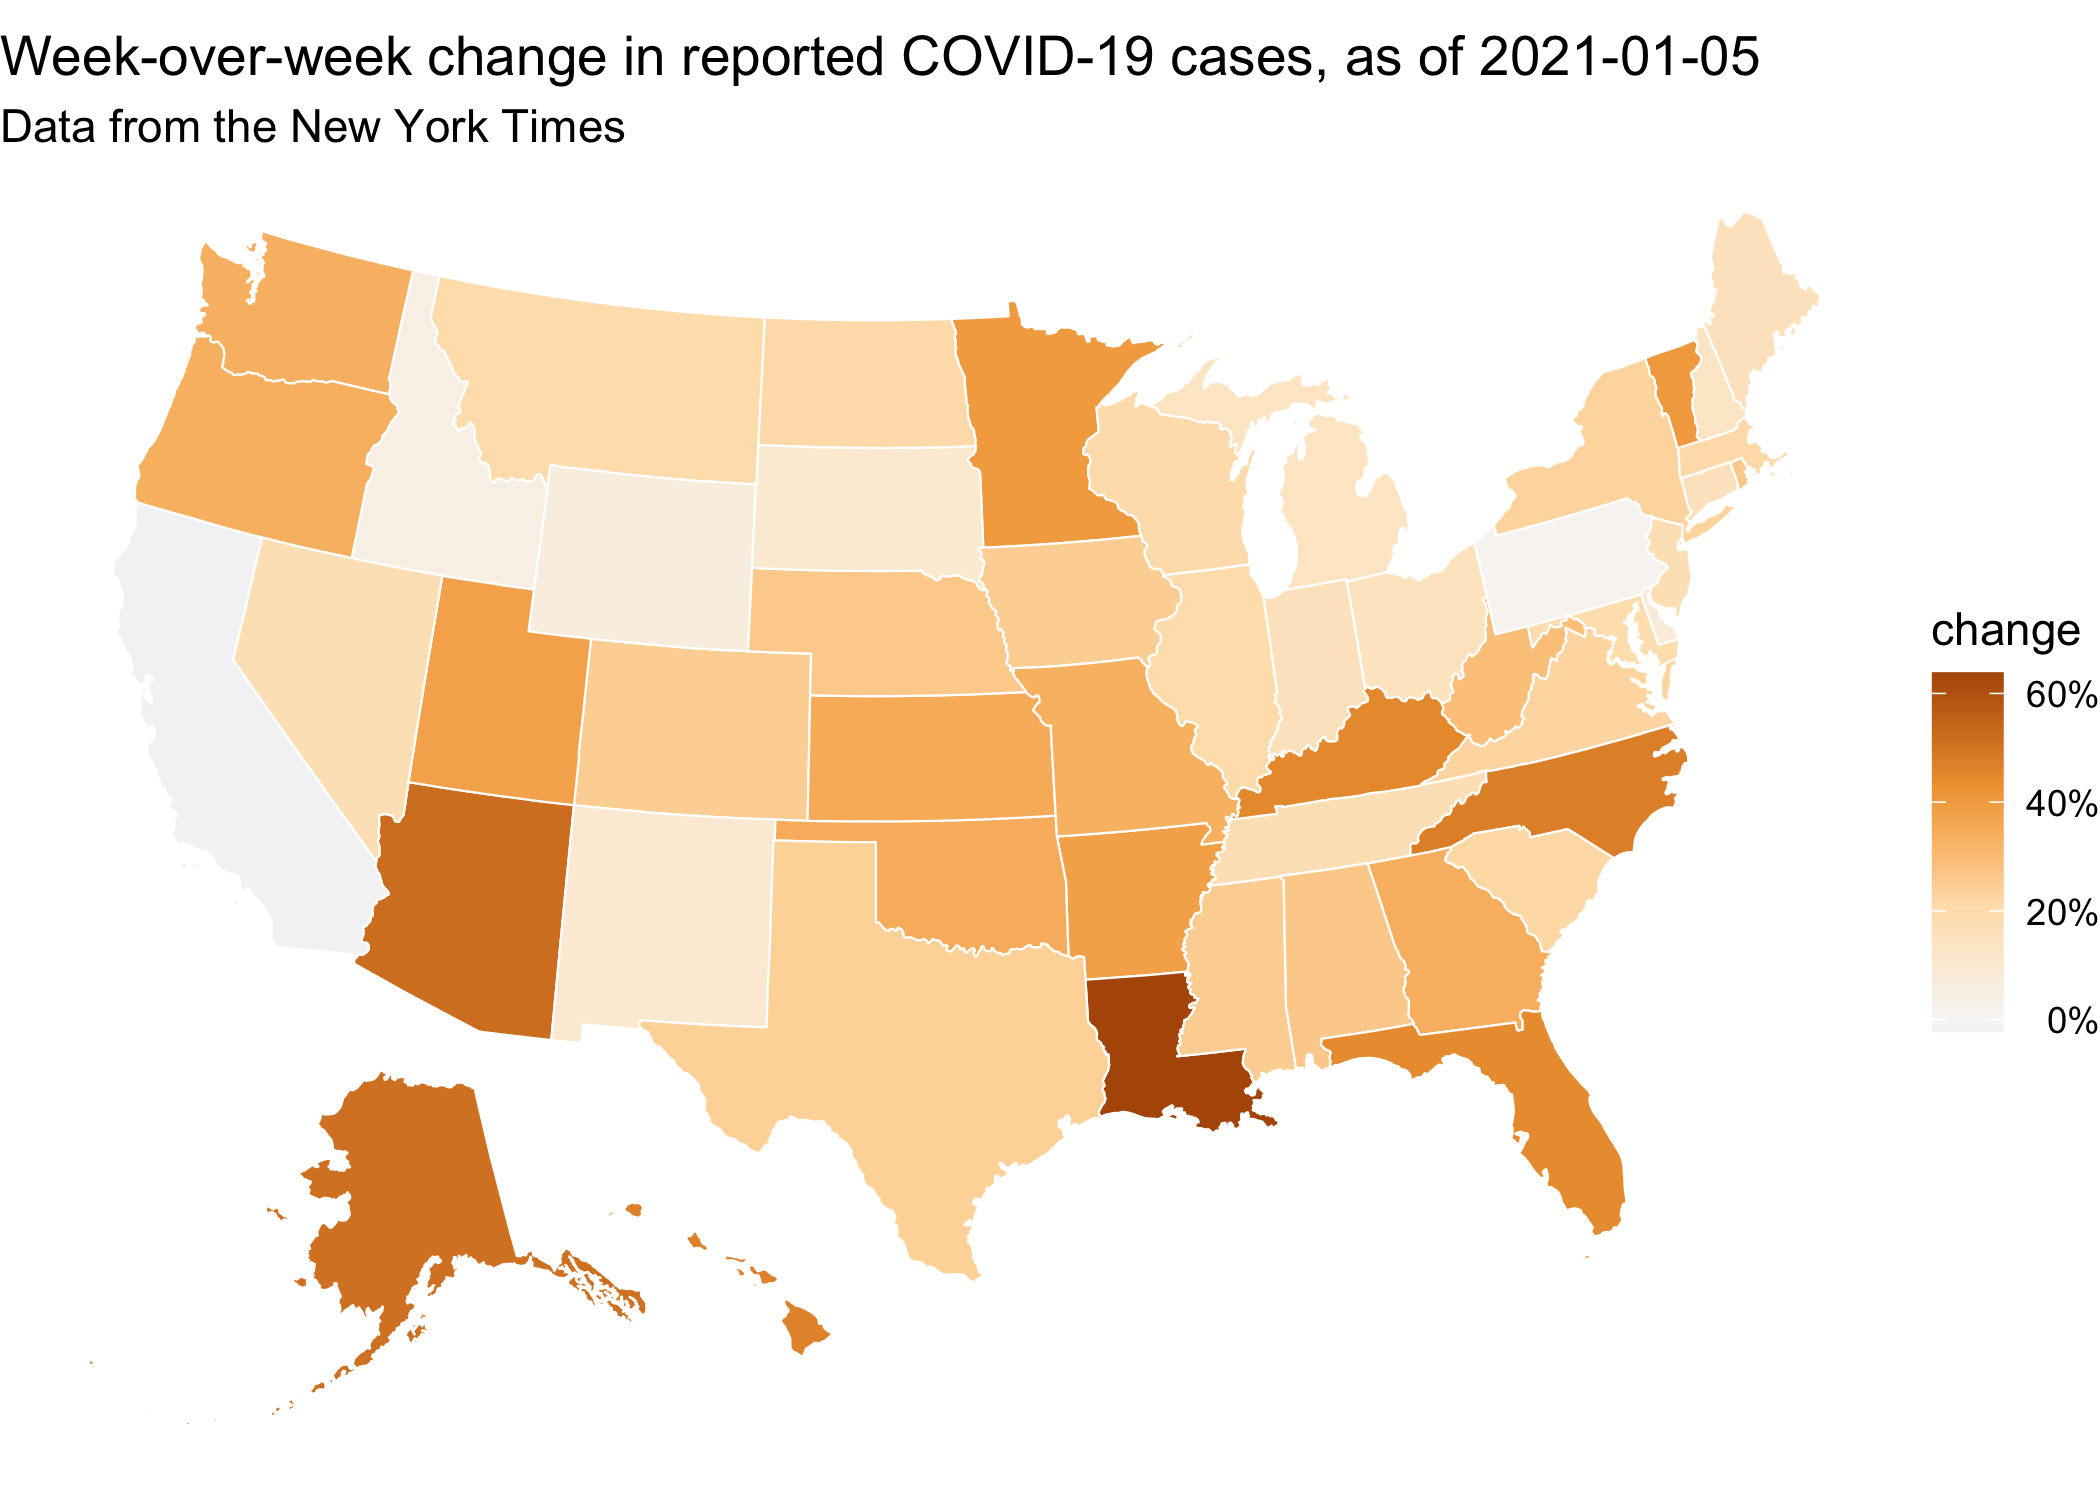 Week-over-week change in reported COVID-19 cases, as of 2021-01-05
Data from the New York Times
change
60%
40%
20%
0%